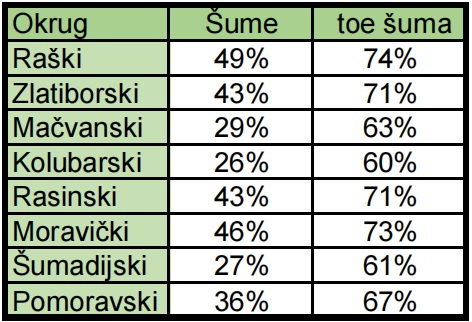 Okrug Šume toe šuma
Raški 49% 74%
Zlatiborski 43% 71%
Mačvanski 29% 63%
Kolubarski 26% 60%
Rasinski 43% 71%
Moravički 46% 73%
Šumadijski 27% 61%
Pomoravski 36% 67%